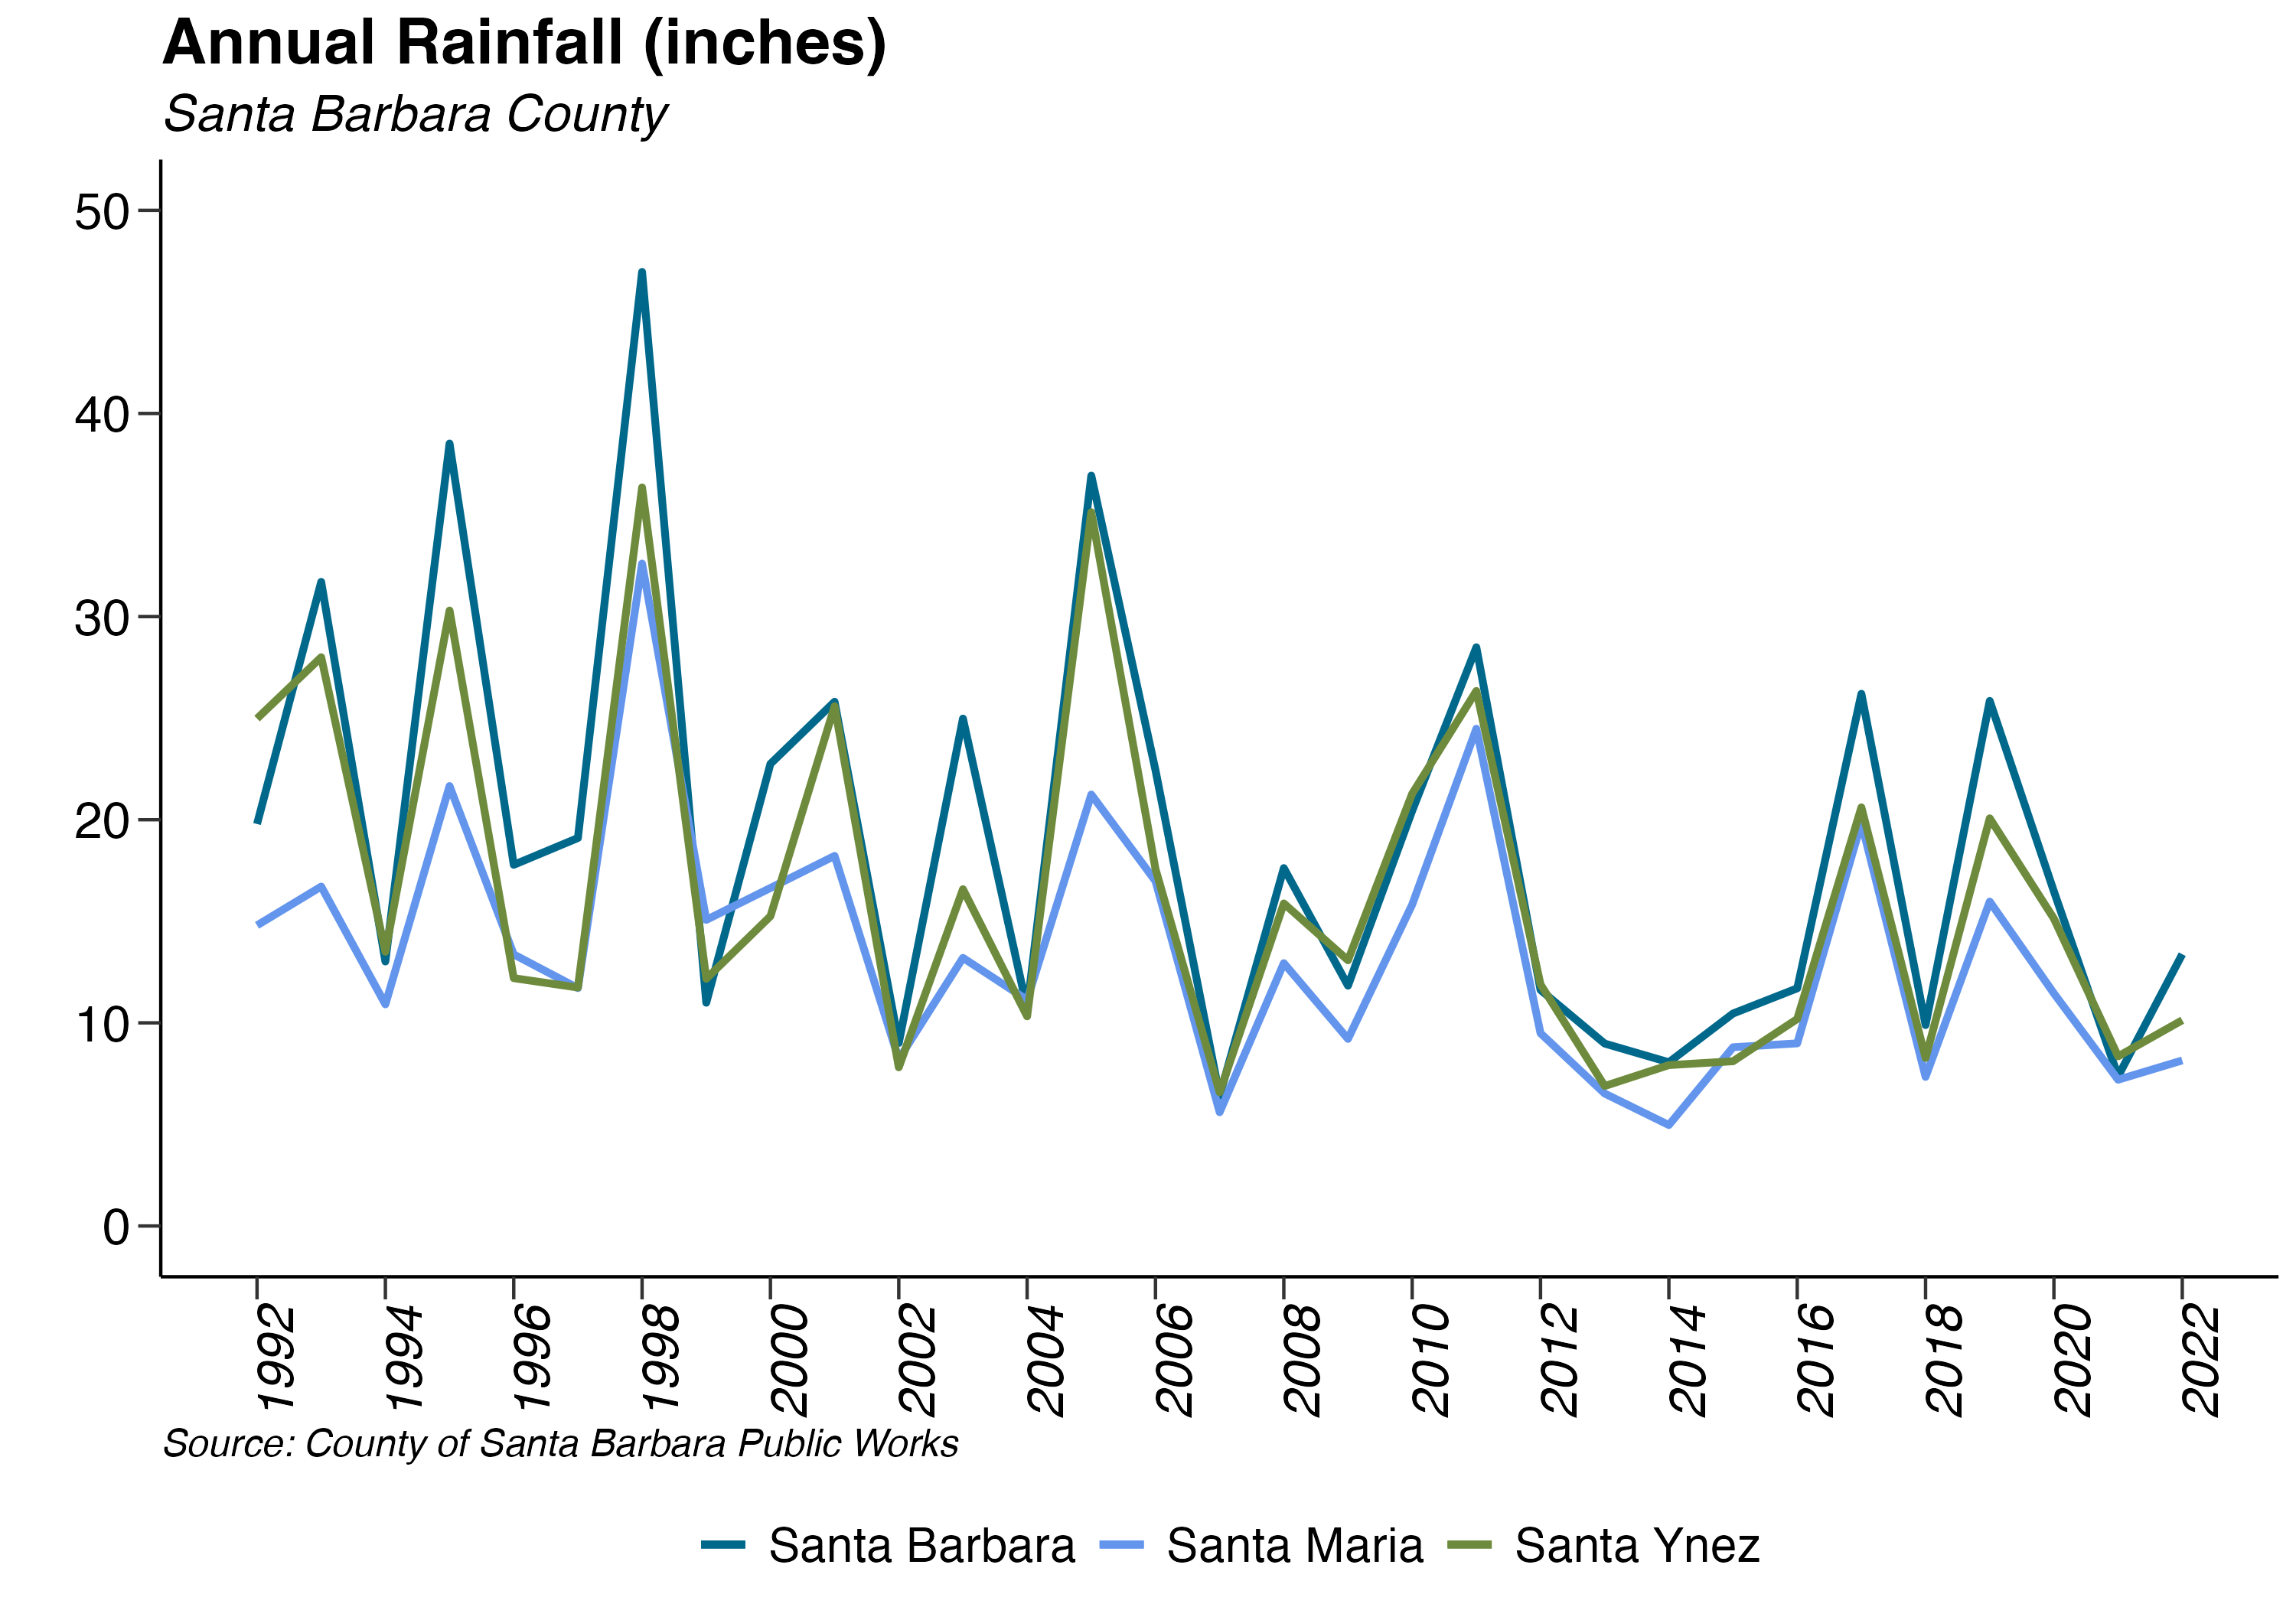 Annual Rainfall (inches)
Santa Barbara County
50
40
30
20
10
0
1992 1994 1996 1998 2000 2002 2004 2006 2008 2010 2012 2014 2016 2018 2020 2022
Source: County of Santa Barbara Public Works
Santa Barbara Santa Maria Santa Ynez